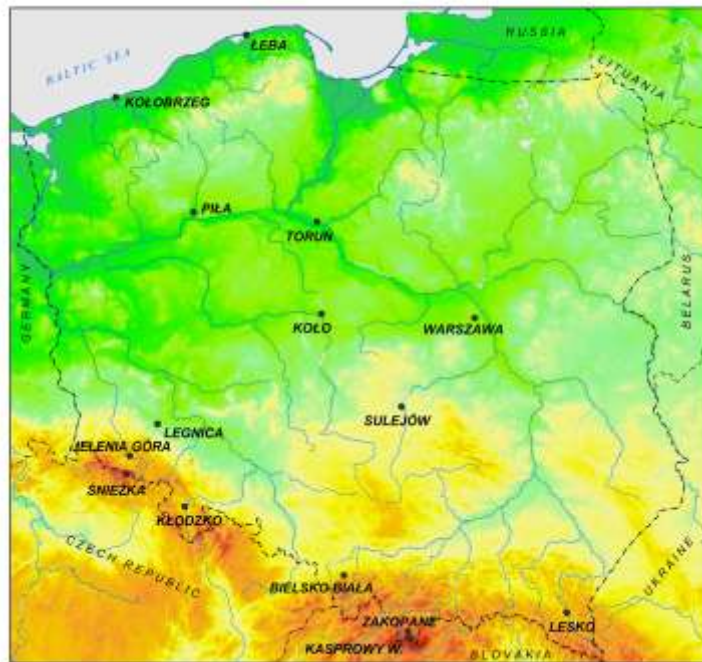 RUSSIA
ŁEBA
BALTIC SEA
LITUANIA
KOŁOBRZEG
PIŁA
TORUŃ
BELARUS
GERMANY
KOŁO
WARSZAWA
SULEJÓW
LEGNICA
JELENIA GÓRA
SNIEŻKA
KŁODZKO
CZECH REPUBLIC
UKRAINE
BIELSKO-BIAŁA
LESKO
ZAKOPANE
KASPROWY W.
SLOVAKIA